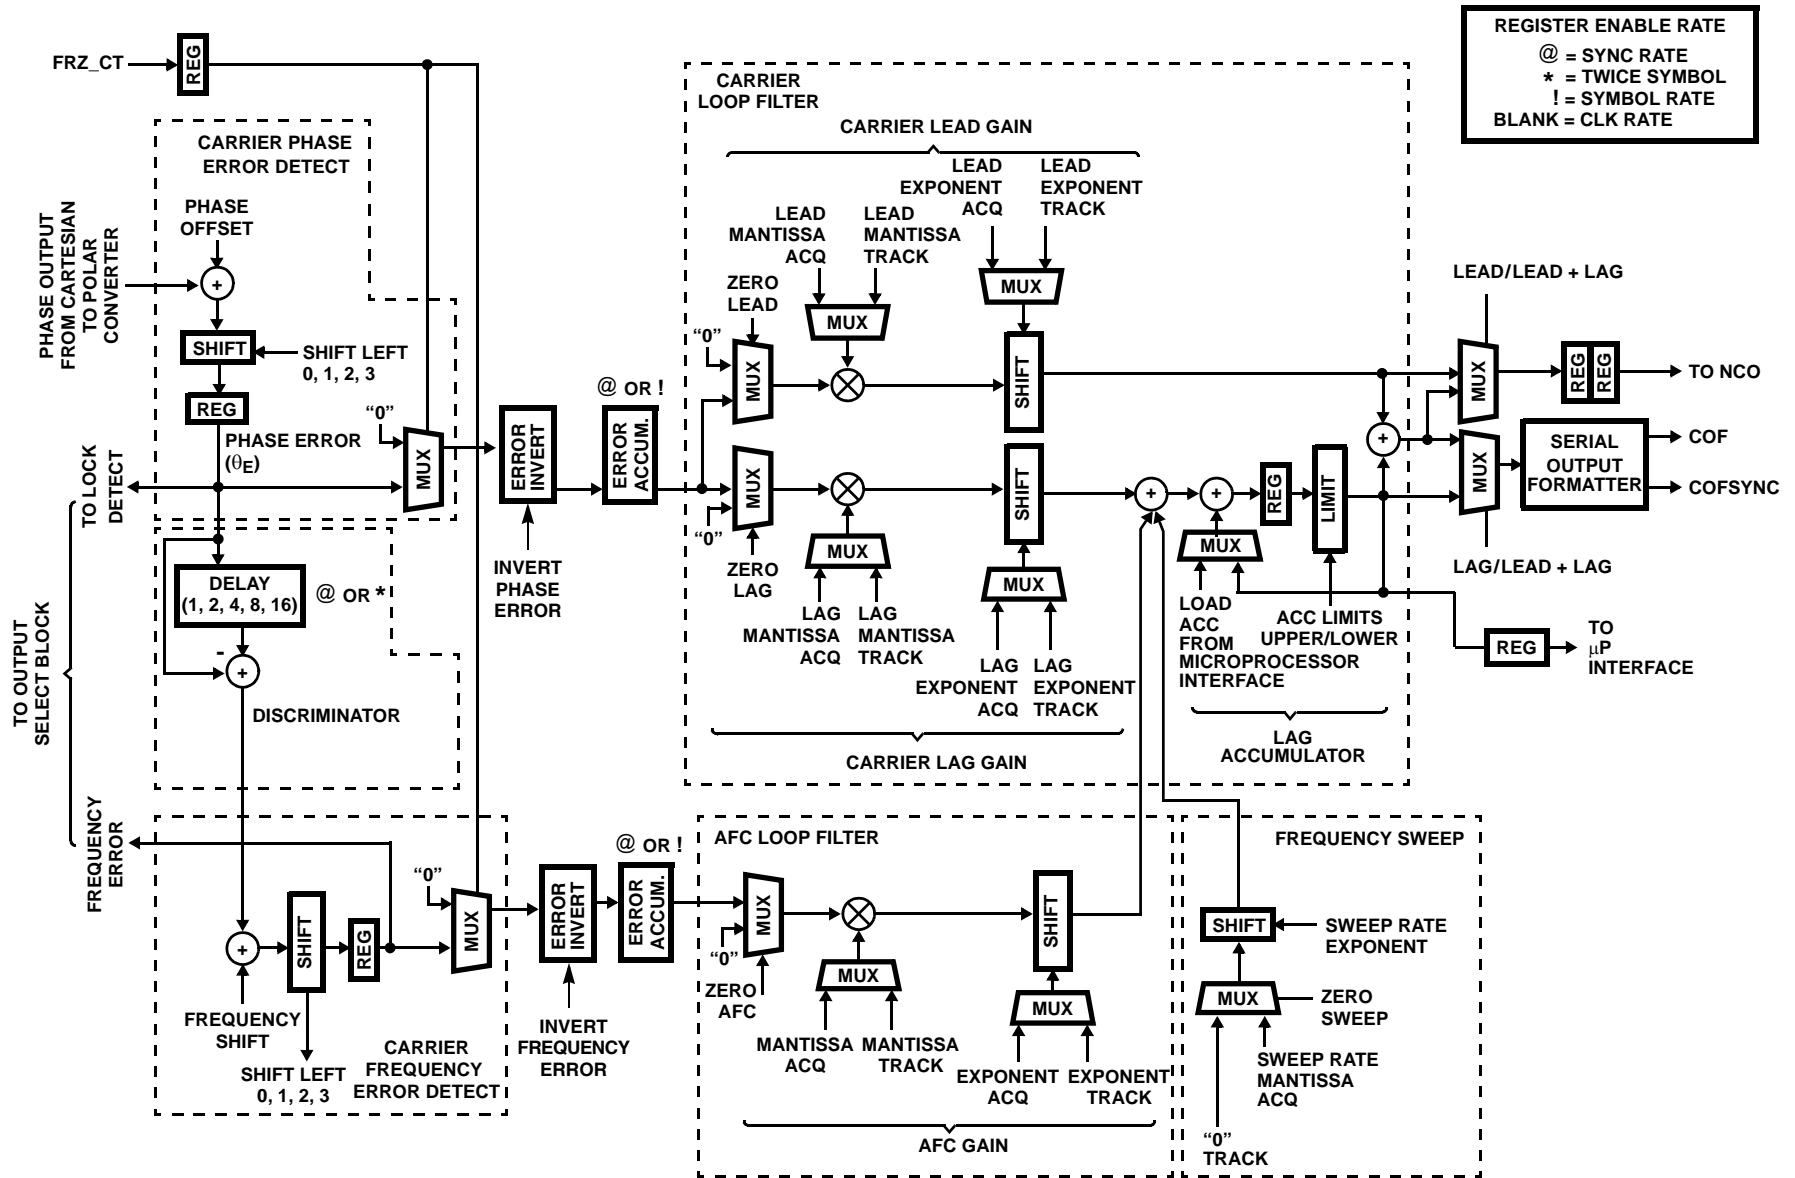 REGISTER ENABLE RATE
@ = SYNC RATE
* = TWICE SYMBOL
! = SYMBOL RATE
BLANK = CLK RATE
FRZ_CT
REG
CARRIER PHASE
ERROR DETECT
PHASE
OFFSET
PHASE OUTPUT
FROM CARTESIAN
TO POLAR
CONVERTER
+
SHIFT
SHIFT LEFT
0, 1, 2, 3
REG
"0"
PHASE ERROR
(θE)
MUX
TO LOCK
DETECT
TO OUTPUT
SELECT BLOCK
DELAY
(1, 2, 4, 8, 16)
@ OR *
-
+
DISCRIMINATOR
FREQUENCY
ERROR
"0"
MUX
+
SHIFT
REG
FREQUENCY
SHIFT
SHIFT LEFT
0, 1, 2, 3
CARRIER
FREQUENCY
ERROR DETECT
ERROR
INVERT
INVERT
PHASE
ERROR
@ OR !
ERROR
ACCUM.
ERROR
INVERT
INVERT
FREQUENCY
ERROR
@ OR !
ERROR
ACCUM.
CARRIER
LOOP FILTER
CARRIER LEAD GAIN
LEAD
EXPONENT
ACQ
LEAD
EXPONENT
TRACK
LEAD
MANTISSA
ACQ
LEAD
MANTISSA
TRACK
ZERO
LEAD
"0"
MUX
MUX
MUX
SHIFT
MUX
"0"
ZERO
LAG
MUX
LAG
MANTISSA
ACQ
LAG
MANTISSA
TRACK
SHIFT
MUX
LAG
EXPONENT
ACQ
LAG
EXPONENT
TRACK
CARRIER LAG GAIN
+
+
REG
LIMIT
+
MUX
LOAD
ACC
FROM
MICROPROCESSOR
INTERFACE
ACC LIMITS
UPPER/LOWER
LAG
ACCUMULATOR
LEAD/LEAD + LAG
MUX
REG
REG
TO NCO
MUX
SERIAL
OUTPUT
FORMATTER
COF
COFSYNC
LAG/LEAD + LAG
REG
TO
μP
INTERFACE
AFC LOOP FILTER
MUX
"0"
ZERO
AFC
MUX
MANTISSA
ACQ
MANTISSA
TRACK
SHIFT
MUX
EXPONENT
ACQ
EXPONENT
TRACK
AFC GAIN
FREQUENCY SWEEP
SHIFT
SWEEP RATE
EXPONENT
MUX
ZERO
SWEEP
SWEEP RATE
MANTISSA
ACQ
"0"
TRACK